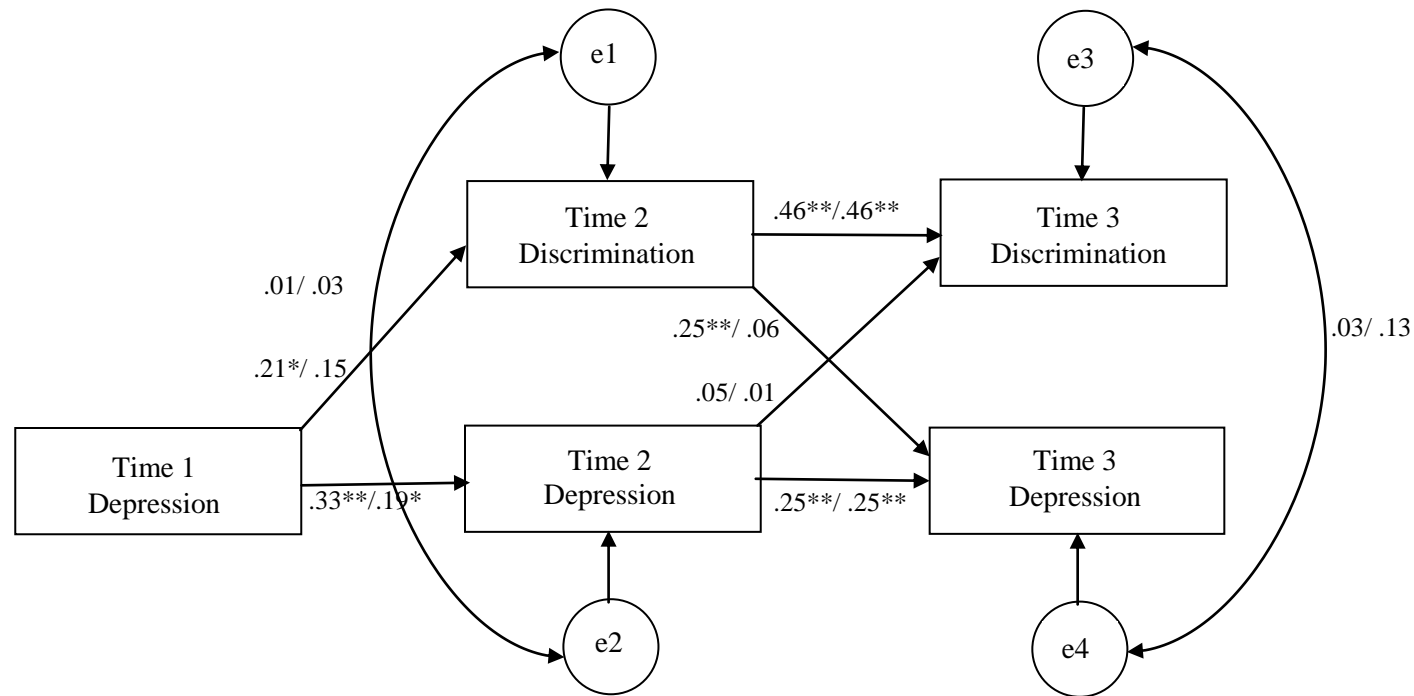 e1
e3
Time 2
Discrimination
.46**/.46**
Time 3
Discrimination
.01/ .03
.25**/ .06
.03/ .13
.21*/ .15
.05/ .01
Time 1
Depression
.33**/.19*
Time 2
Depression
.25**/ .25**
Time 3
Depression
e2
e4